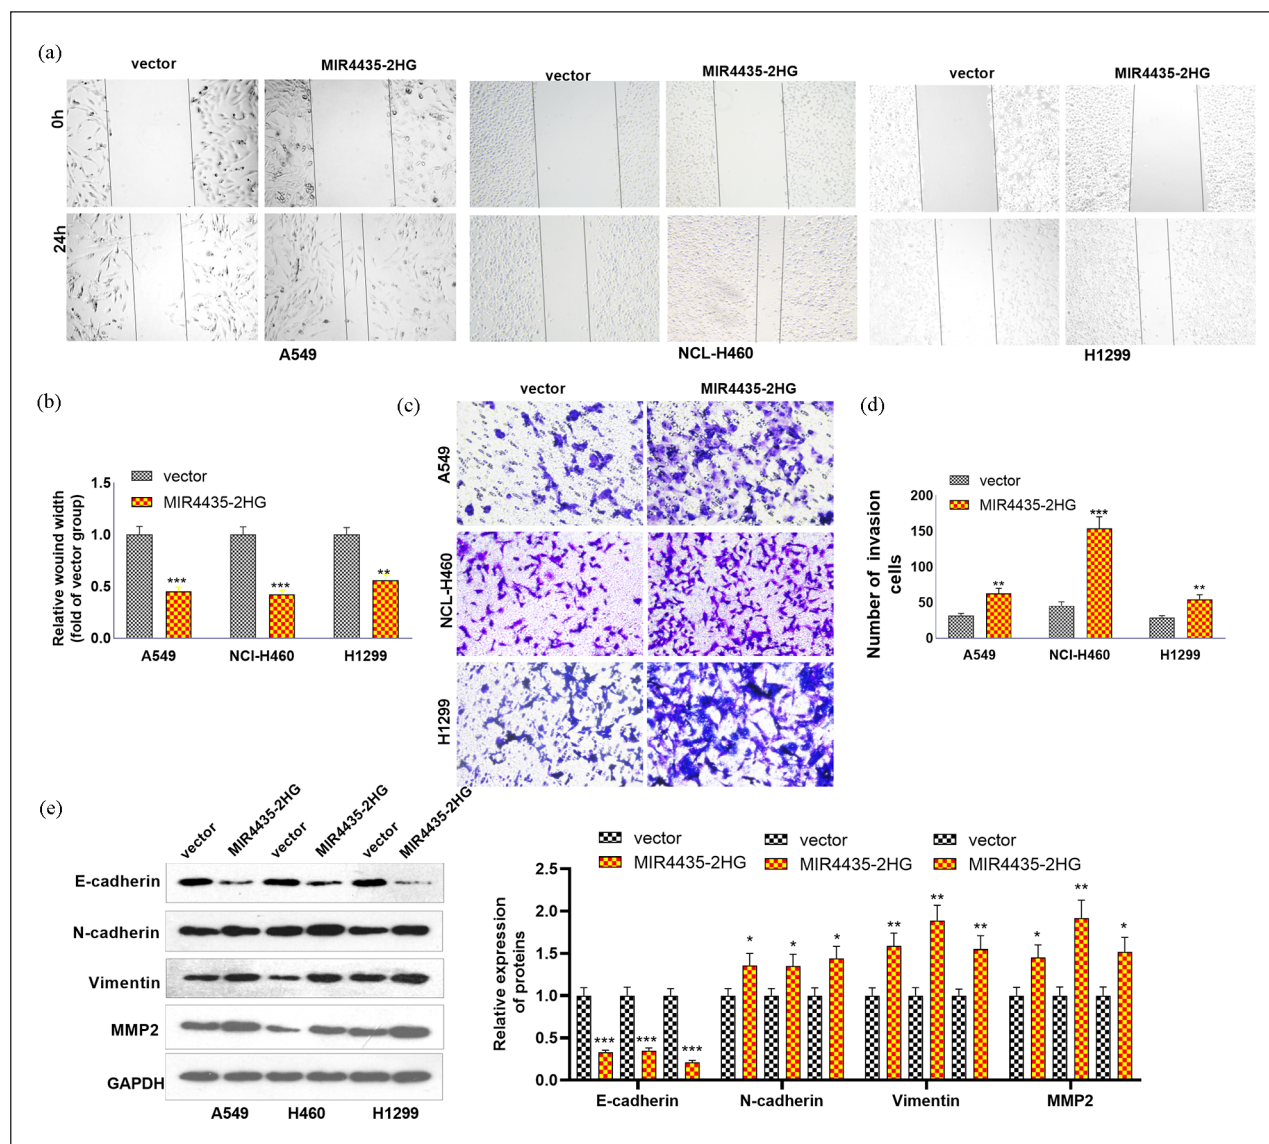 (a)
vector MIR4435-2HG vector MIR4435-2HG vector MIR4435-2HG
0h
24h
A549 NCL-H460 H1299
(b)
vector
MIR4435-2HG
Relative wound width
(fold of vector group)
1.5
1.0
0.5
0.0
*** *** **
A549 NCI-H460 H1299
(c)
vector MIR4435-2HG
A549
NCL-H460
H1299
(d)
vector
MIR4435-2HG
Number of invasion
cells
200
150
100
50
0
** *** **
A549 NCI-H460 H1299
(e)
vector MIR4435-2HG vector MIR4435-2HG vector MIR4435-2HG
E-cadherin
N-cadherin
Vimentin
MMP2
GAPDH
A549 H460 H1299
vector vector vector
MIR4435-2HG MIR4435-2HG MIR4435-2HG
Relative expression
of proteins
2.5
2.0
1.5
1.0
0.5
0.0
*** *** *** * * * ** ** ** * ** *
E-cadherin N-cadherin Vimentin MMP2